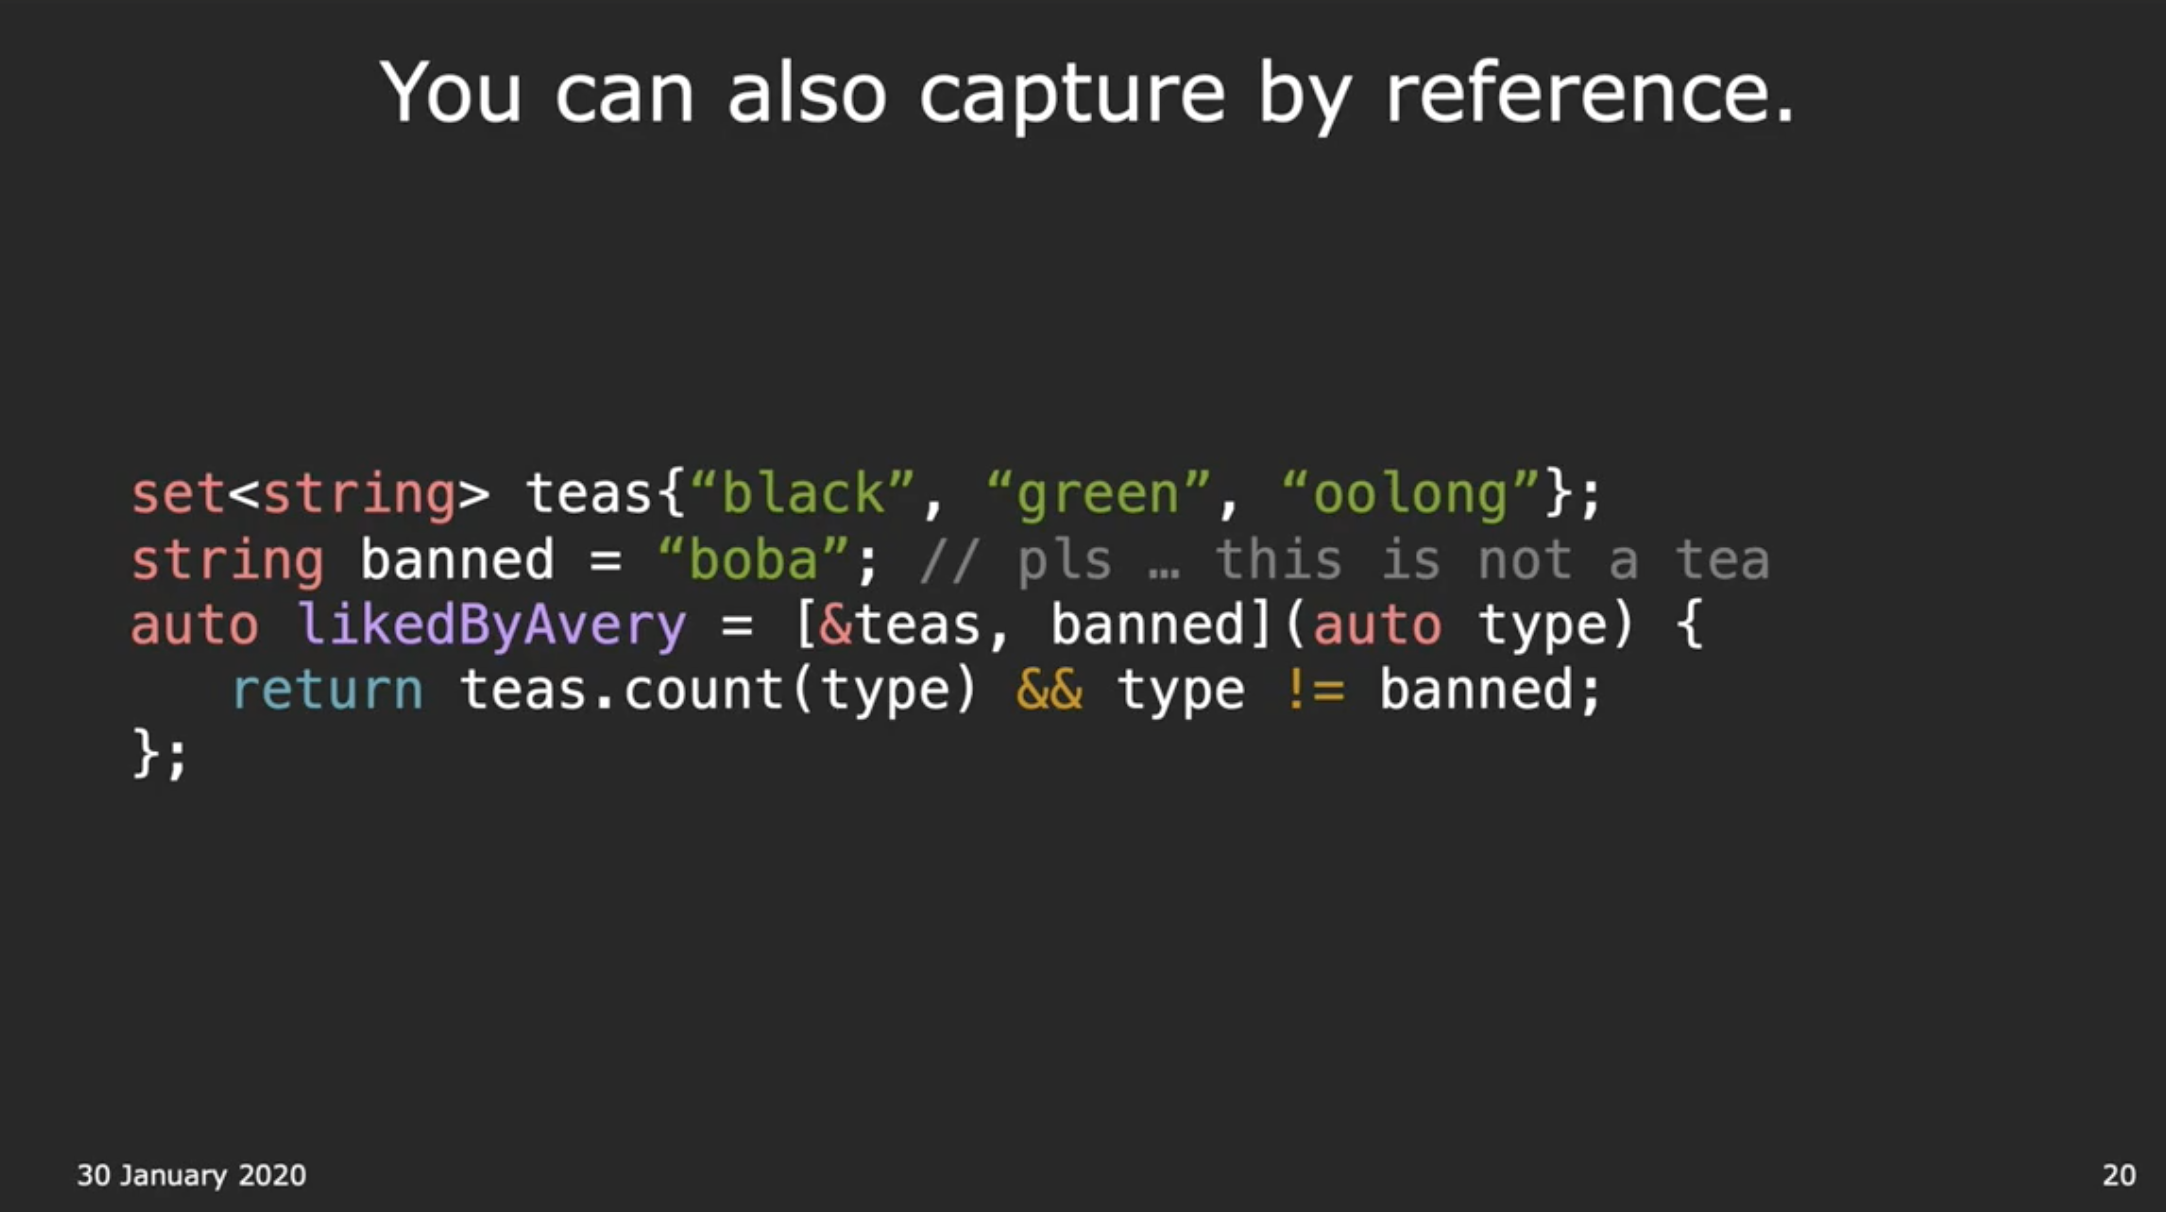 You can also capture by reference.
set<string> teas{“black”, “green”, “oolong”};
string banned = “boba”; // pls … this is not a tea
auto likedByAvery = [&teas, banned](auto type) {
   return teas.count(type) && type != banned;
};
30 January 2020
20